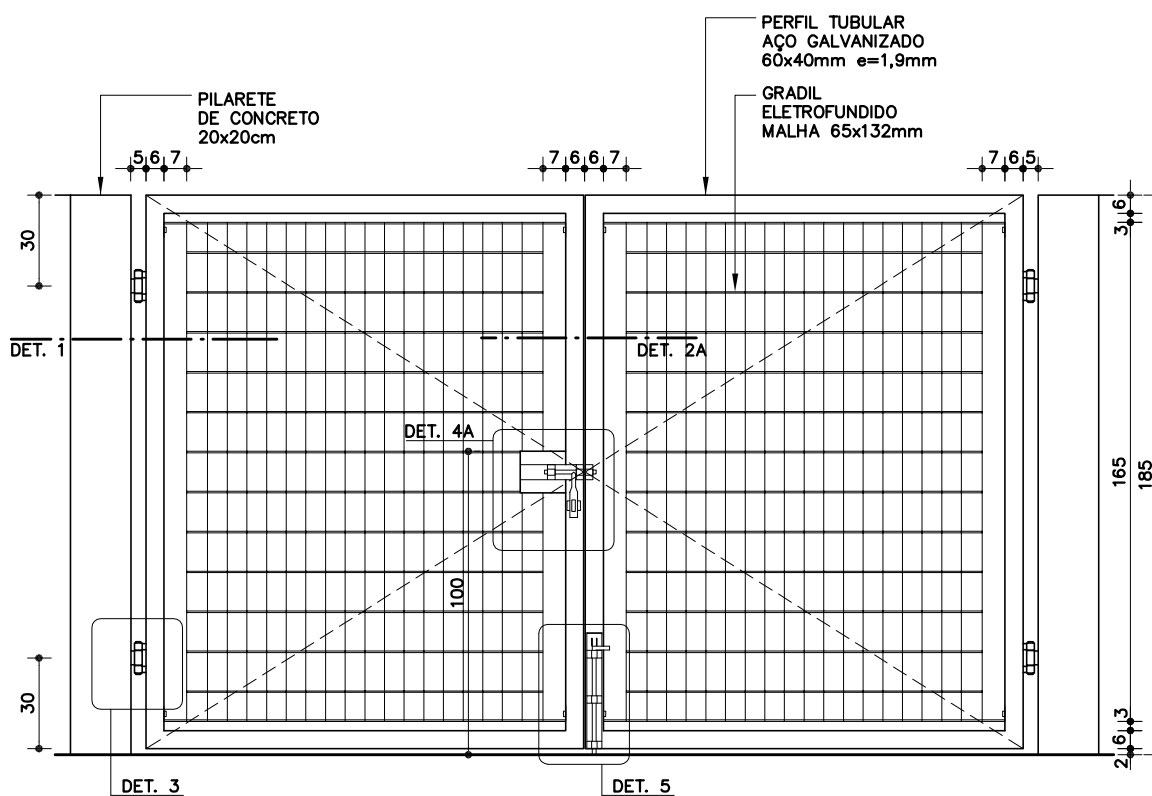 PERFIL TUBULAR
AÇO GALVANIZADO
60x40mm e=1,9mm
PILARETE
DE CONCRETO
20x20cm
GRADIL
ELETROFUNDIDO
MALHA 65x132mm
5 6 7
7 6 6 7
7 6 5
30
6
3
DET. 1
DET. 2A
DET. 4A
165
185
100
30
3
6
2
DET. 3
DET. 5